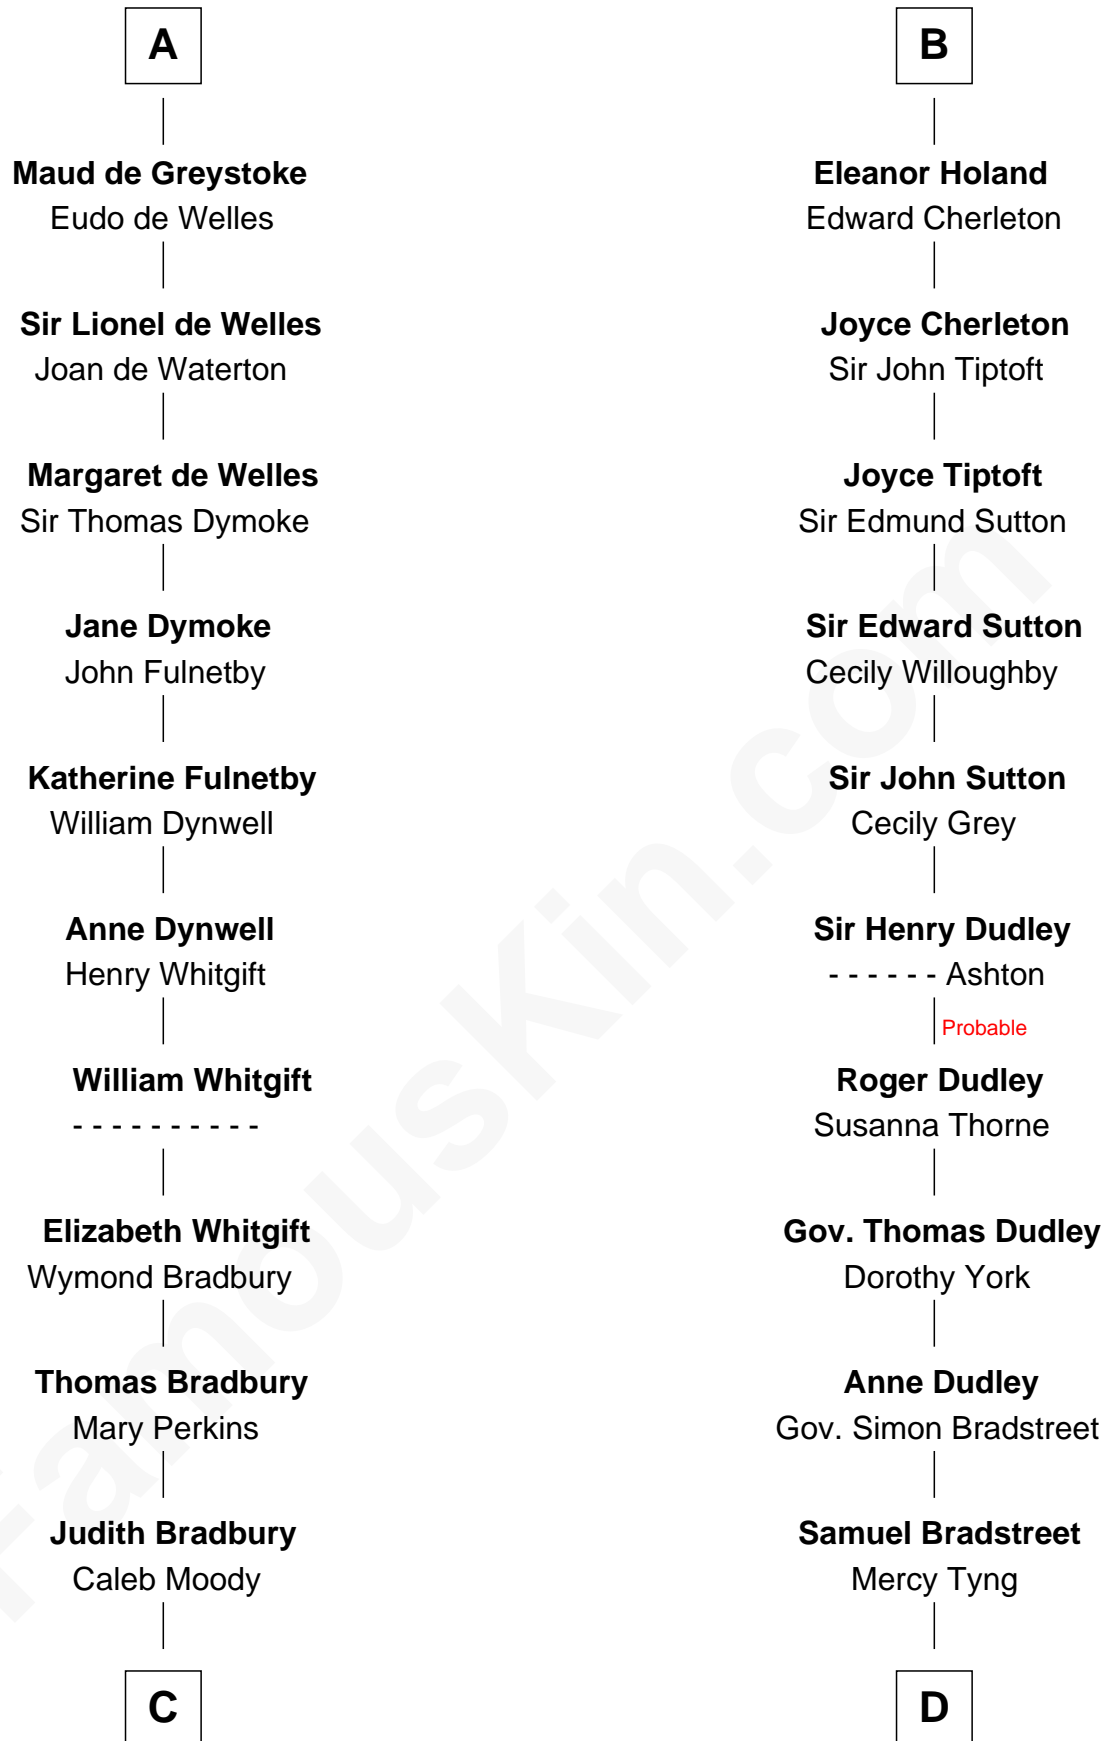 A
Maud de Greystoke
Eudo de Welles
Sir Lionel de Welles
Joan de Waterton
Margaret de Welles
Sir Thomas Dymoke
Jane Dymoke
John Fulnetby
Katherine Fulnetby
William Dynwell
Anne Dynwell
Henry Whitgift
William Whitgift
- - - - - - - - - -
Elizabeth Whitgift
Wymond Bradbury
Thomas Bradbury
Mary Perkins
Judith Bradbury
Caleb Moody
C
B
Eleanor Holand
Edward Cherleton
Joyce Cherleton
Sir John Tiptoft
Joyce Tiptoft
Sir Edmund Sutton
Sir Edward Sutton
Cecily Willoughby
Sir John Sutton
Cecily Grey
Sir Henry Dudley
- - - - - - Ashton
Probable
Roger Dudley
Susanna Thorne
Gov. Thomas Dudley
Dorothy York
Anne Dudley
Gov. Simon Bradstreet
Samuel Bradstreet
Mercy Tyng
D
FamousKin.com